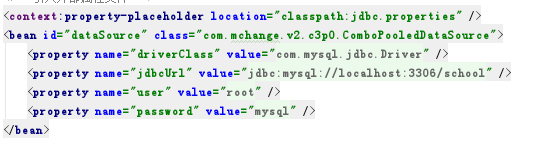 <context:property-placeholder location="classpath:jdbc.properties" />
<bean id="dataSource" class="com.mchange.v2.c3p0.ComboPooledDataSource">
<property name="driverClass" value="com.mysql.jdbc.Driver" />
<property name="jdbcUrl" value="jdbc:mysql://localhost:3306/school" />
<property name="user" value="root" />
<property name="password" value="mysql" />
</bean>